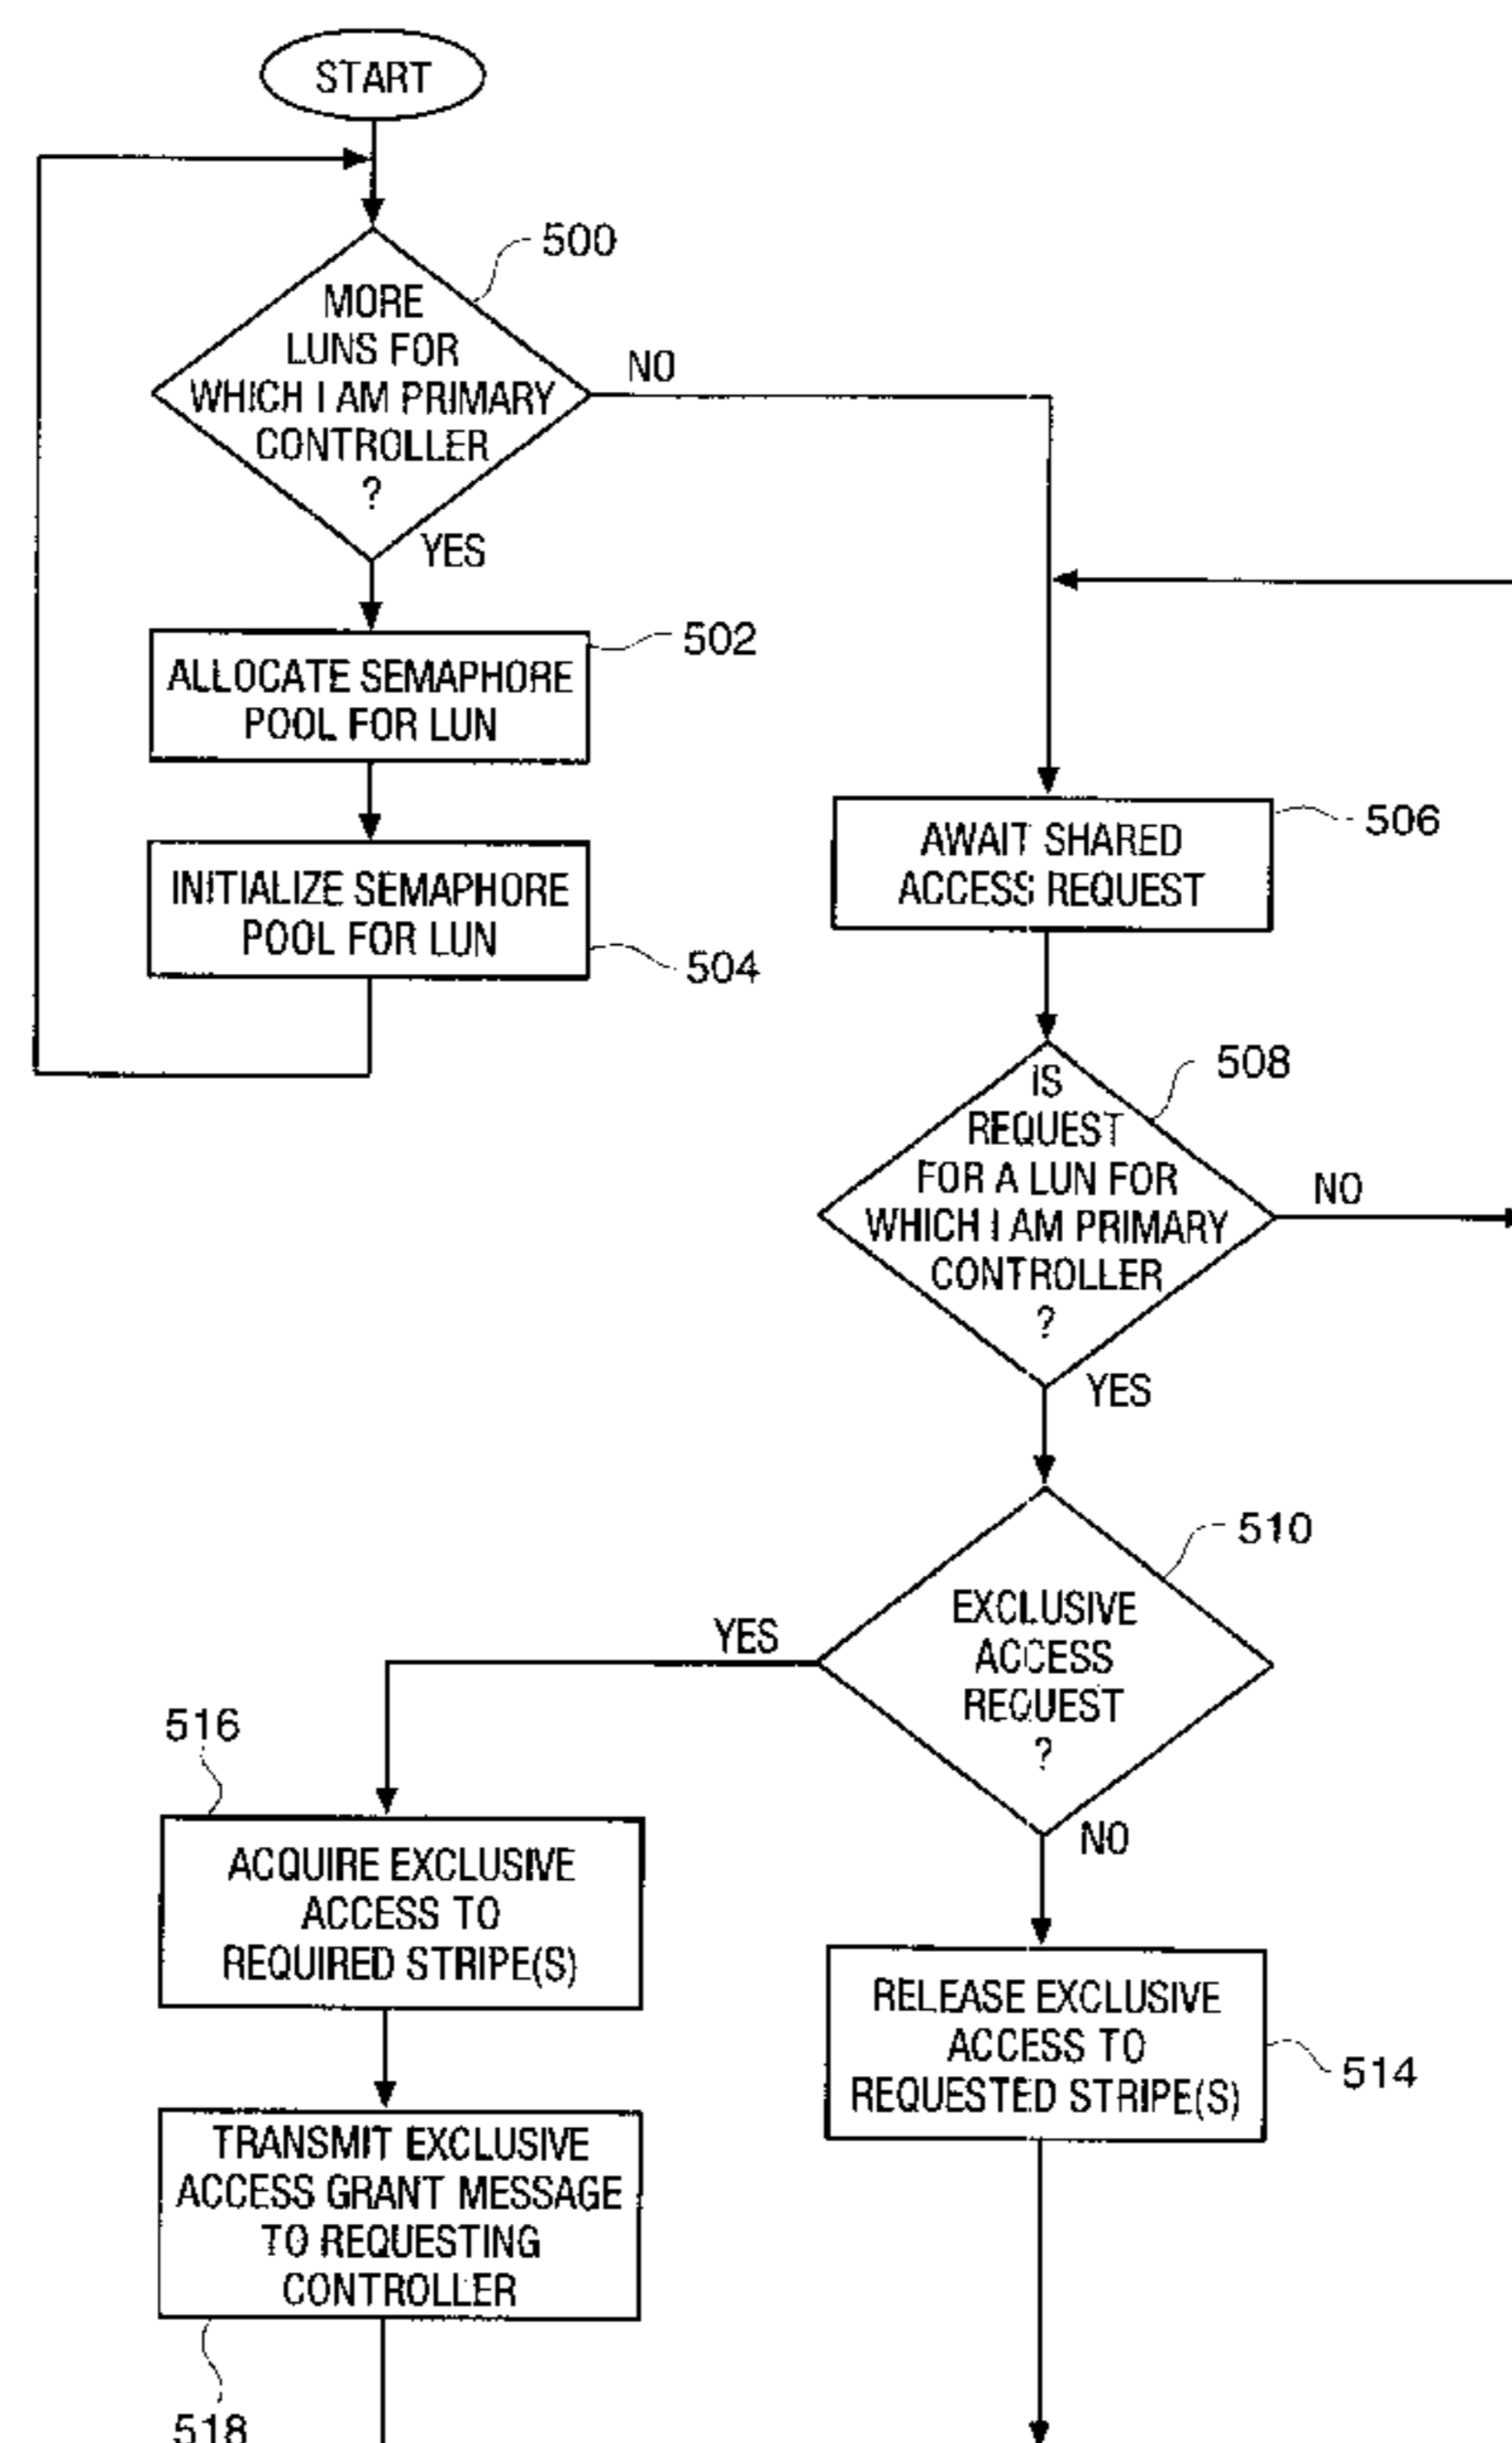 START
500
MORE
LUNS FOR
WHICH I AM PRIMARY
CONTROLLER
?
NO
YES
502
ALLOCATE SEMAPHORE
POOL FOR LUN
INITIALIZE SEMAPHORE
POOL FOR LUN
504
AWAIT SHARED
ACCESS REQUEST
506
508
IS
REQUEST
FOR A LUN FOR
WHICH I AM PRIMARY
CONTROLLER
?
NO
YES
510
EXCLUSIVE
ACCESS
REQUEST
?
YES
NO
516
ACQUIRE EXCLUSIVE
ACCESS TO
REQUIRED STRIPE(S)
RELEASE EXCLUSIVE
ACCESS TO
REQUESTED STRIPE(S)
514
TRANSMIT EXCLUSIVE
ACCESS GRANT MESSAGE
TO REQUESTING
CONTROLLER
518